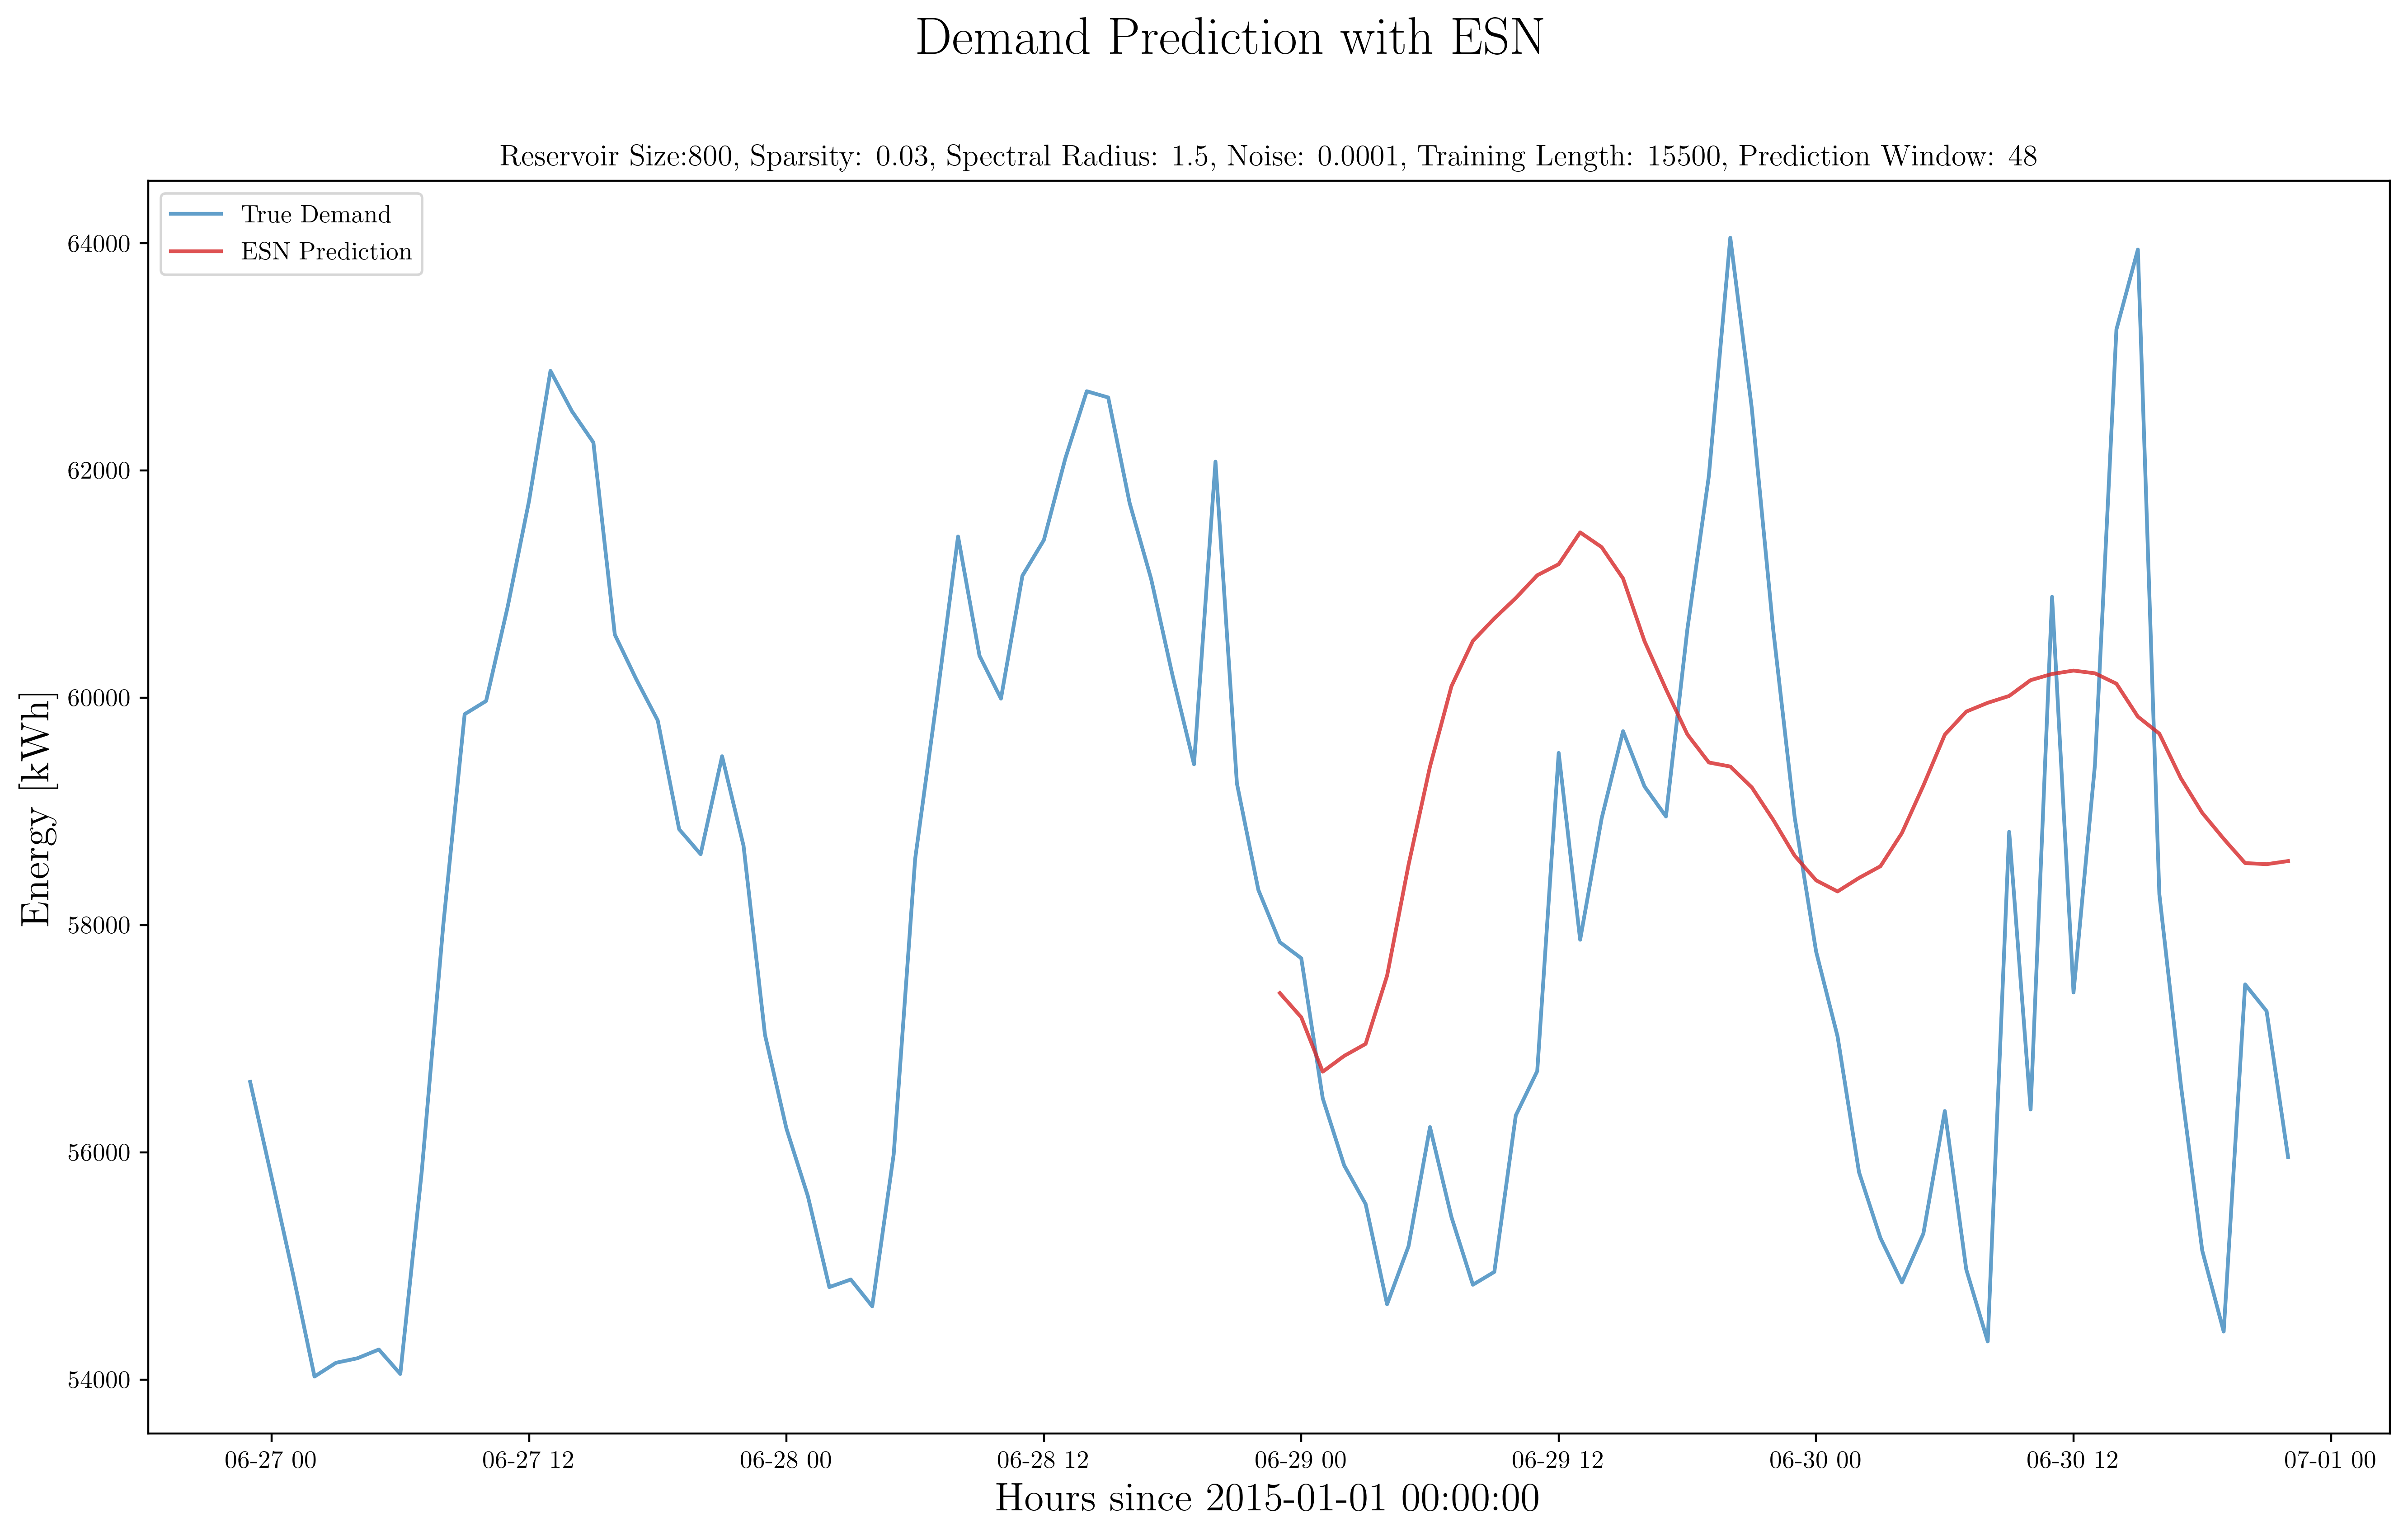 Demand Prediction with ESN
Reservoir Size:800, Sparsity: 0.03, Spectral Radius: 1.5, Noise: 0.0001, Training Length: 15500, Prediction Window: 48
True Demand
ESN Prediction
64000
62000
60000
58000
56000
54000
Energy [kWh]
06-27 00 06-27 12 06-28 00 06-28 12 06-29 00 06-29 12 06-30 00 06-30 12 07-01 00
Hours since 2015-01-01 00:00:00